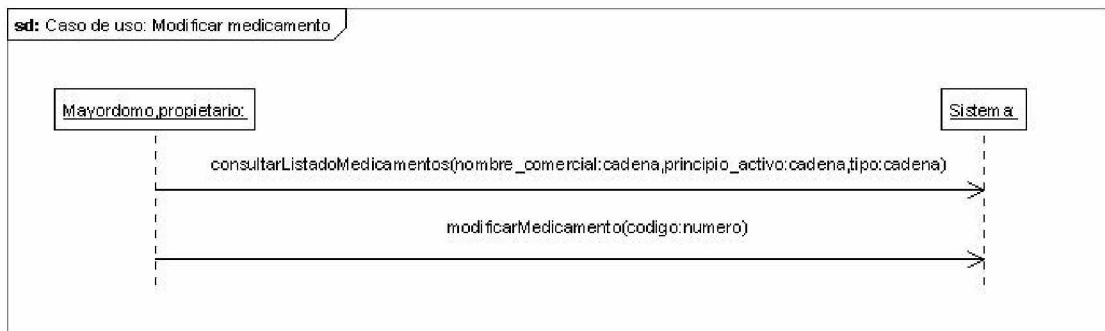 sd: Caso de uso: Modificar medicamento
Mayordomo,propietario:
Sistema:
consultarListadoMedicamentos(nombre_comercial:cadena,principio_activo:cadena,tipo:cadena)
modificarMedicamento(codigo:numero)